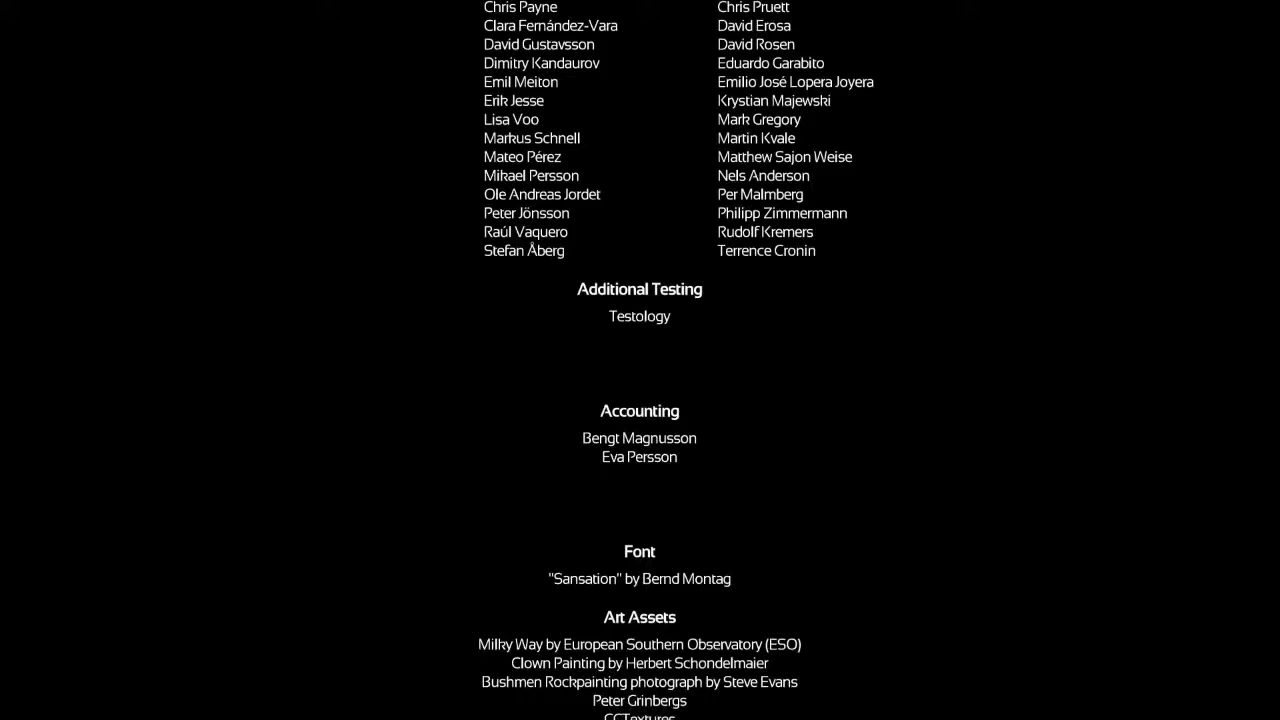 Chris Payne Chris Pruett
Clara Fernández-Vara David Erosa
David Gustavsson David Rosen
Dimitry Kandaurov Eduardo Garabito
Emil Meiton Emilio José Lopera Joyera
Erik Jesse Krystian Majewski
Lisa Voo Mark Gregory
Markus Schnell Martin Kvale
Mateo Pérez Matthew Sajon Weise
Mikael Persson Nels Anderson
Ole Andreas Jordet Per Malmberg
Peter Jönsson Philipp Zimmermann
Raúl Vaquero Rudolf Kremers
Stefan Åberg Terrence Cronin
Additional Testing
Testology
Accounting
Bengt Magnusson
Eva Persson
Font
"Sansation" by Bernd Montag
Art Assets
Milky Way by European Southern Observatory (ESO)
Clown Painting by Herbert Schondelmaier
Bushmen Rockpainting photograph by Steve Evans
Peter Grinbergs
CGTextures